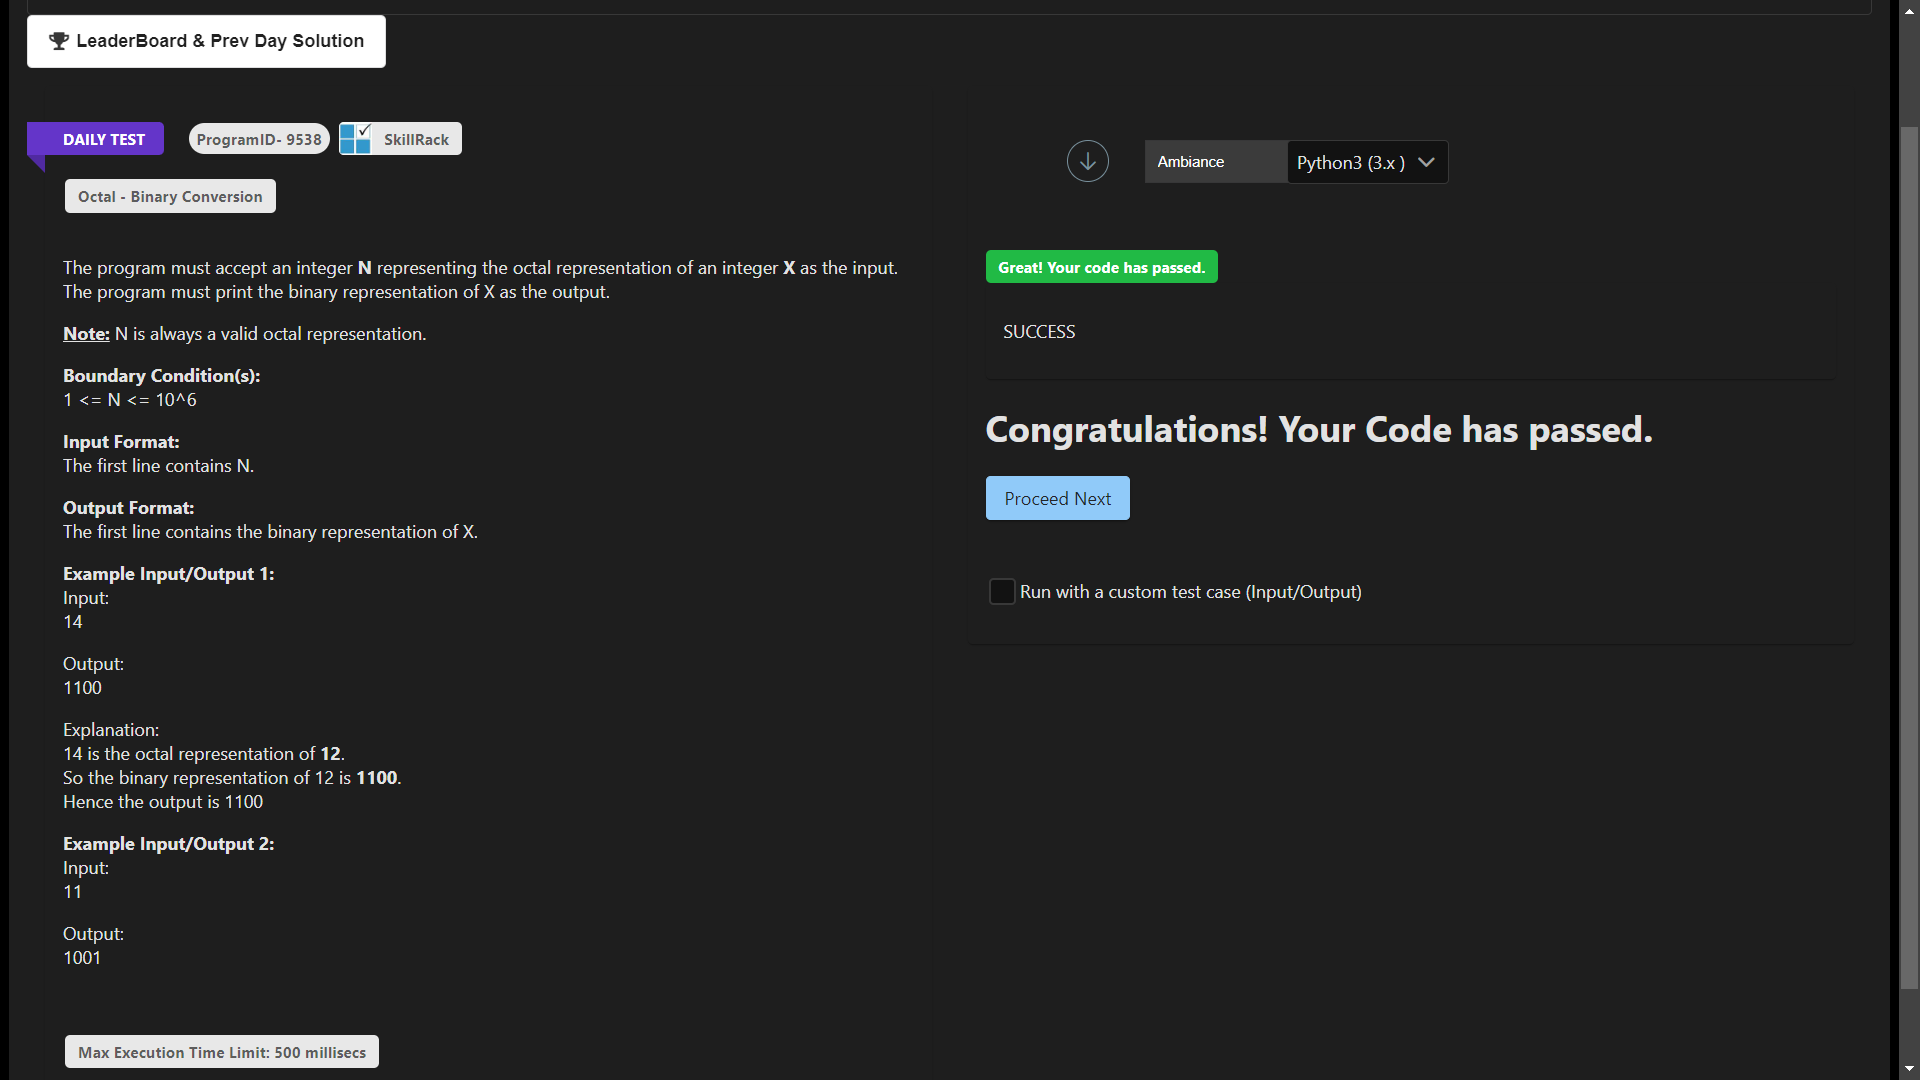 LeaderBoard & Prev Day Solution
DAILY TEST
ProgramID- 9538
SkillRack
Octal - Binary Conversion
The program must accept an integer N representing the octal representation of an integer X as the input.
The program must print the binary representation of X as the output.
Note: N is always a valid octal representation.
Boundary Condition(s):
1 <= N <= 10^6
Input Format:
The first line contains N.
Output Format:
The first line contains the binary representation of X.
Example Input/Output 1:
Input:
14
Output:
1100
Explanation:
14 is the octal representation of 12.
So the binary representation of 12 is 1100.
Hence the output is 1100
Example Input/Output 2:
Input:
11
Output:
1001
Max Execution Time Limit: 500 millisecs
Ambiance
Python3 (3.x )
Great! Your code has passed.
SUCCESS
Congratulations! Your Code has passed.
Proceed Next
Run with a custom test case (Input/Output)